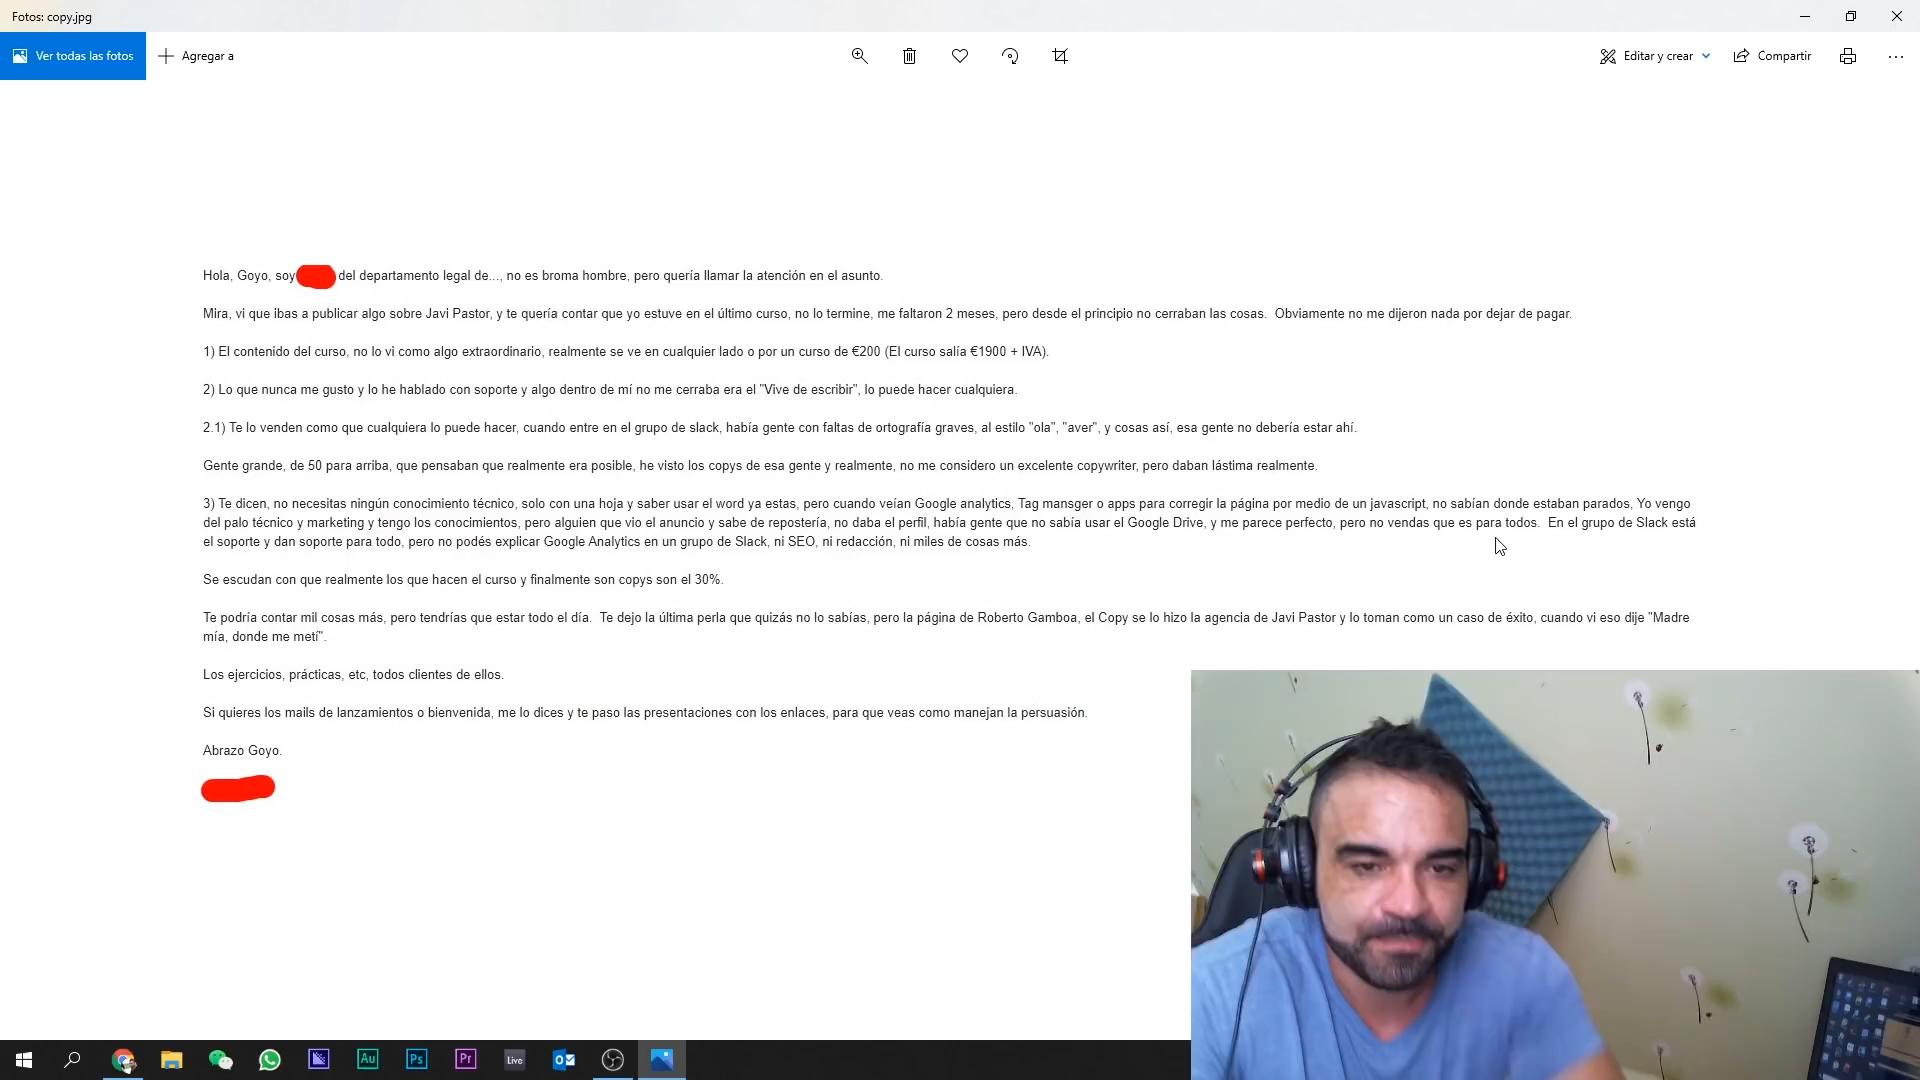 Fotos: copy.jpg
Ver todas las fotos
Agregar a
Editar y crear
Compartir
Hola, Goyo, soy del departamento legal de..., no es broma hombre, pero quería llamar la atención en el asunto.
Mira, vi que ibas a publicar algo sobre Javi Pastor, y te quería contar que yo estuve en el último curso, no lo termine, me faltaron 2 meses, pero desde el principio no cerraban las cosas. Obviamente no me dijeron nada por dejar de pagar.
1) El contenido del curso, no lo vi como algo extraordinario, realmente se ve en cualquier lado o por un curso de €200 (El curso salía €1900 + IVA).
2) Lo que nunca me gusto y lo he hablado con soporte y algo dentro de mí no me cerraba era el "Vive de escribir", lo puede hacer cualquiera.
2.1) Te lo venden como que cualquiera lo puede hacer, cuando entre en el grupo de slack, había gente con faltas de ortografía graves, al estilo "ola", "aver", y cosas así, esa gente no debería estar ahí.
Gente grande, de 50 para arriba, que pensaban que realmente era posible, he visto los copys de esa gente y realmente, no me considero un excelente copywriter, pero daban lástima realmente.
3) Te dicen, no necesitas ningún conocimiento técnico, solo con una hoja y saber usar el word ya estas, pero cuando veían Google analytics, Tag mansger o apps para corregir la página por medio de un javascript, no sabían donde estaban parados, Yo vengo
del palo técnico y marketing y tengo los conocimientos, pero alguien que vio el anuncio y sabe de repostería, no daba el perfil, había gente que no sabía usar el Google Drive, y me parece perfecto, pero no vendas que es para todos. En el grupo de Slack está
el soporte y dan soporte para todo, pero no podés explicar Google Analytics en un grupo de Slack, ni SEO, ni redacción, ni miles de cosas más.
Se escudan con que realmente los que hacen el curso y finalmente son copys son el 30%.
Te podría contar mil cosas más, pero tendrías que estar todo el día. Te dejo la última perla que quizás no lo sabías, pero la página de Roberto Gamboa, el Copy se lo hizo la agencia de Javi Pastor y lo toman como un caso de éxito, cuando vi eso dije "Madre
mía, donde me metí".
Los ejercicios, prácticas, etc, todos clientes de ellos.
Si quieres los mails de lanzamientos o bienvenida, me lo dices y te paso las presentaciones con los enlaces, para que veas como manejan la persuasión.
Abrazo Goyo.
Au
Ps
Pr
Live